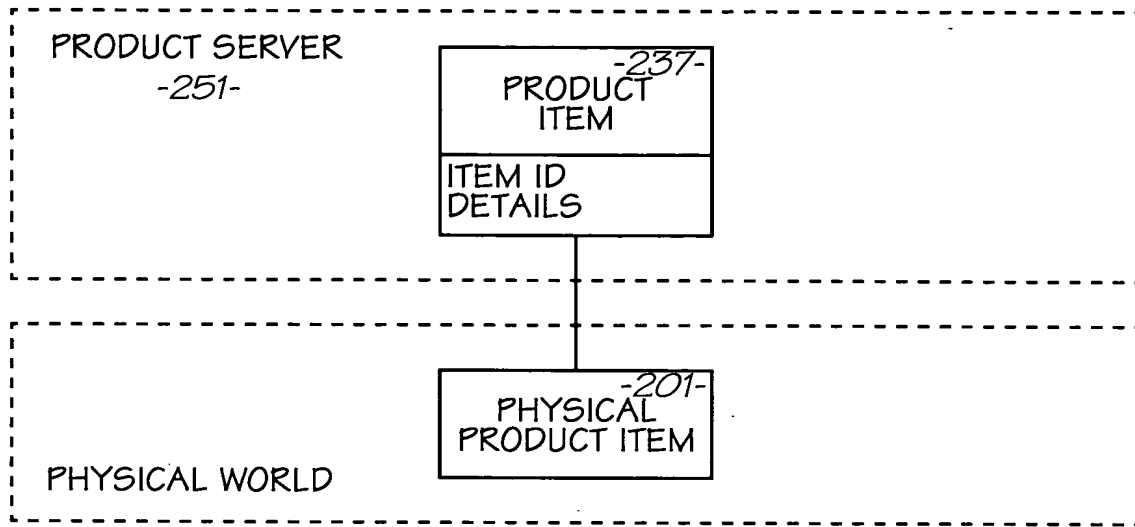 PRODUCT SERVER
-251-
-237-
PRODUCT
ITEM
ITEM ID
DETAILS
-201-
PHYSICAL
PRODUCT ITEM
PHYSICAL WORLD